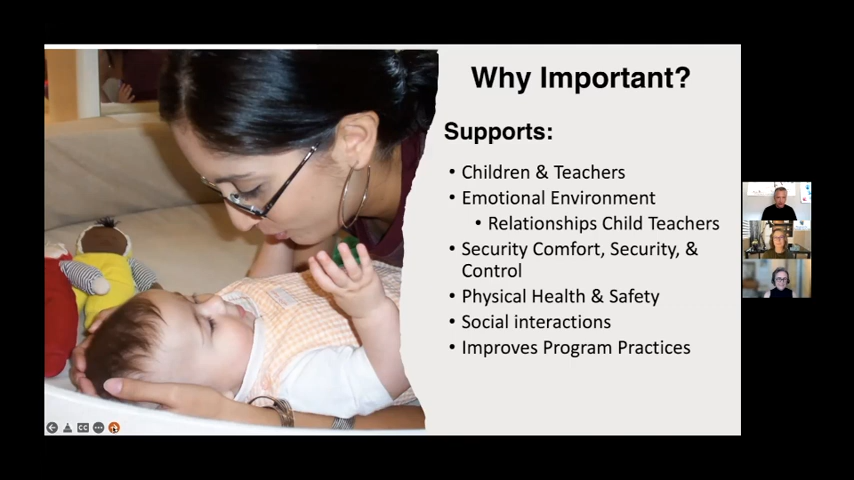 Why Important?
Supports:
• Children & Teachers
• Emotional Environment
• Relationships Child Teachers
• Security Comfort, Security, &
Control
• Physical Health & Safety
• Social interactions
• Improves Program Practices
CC